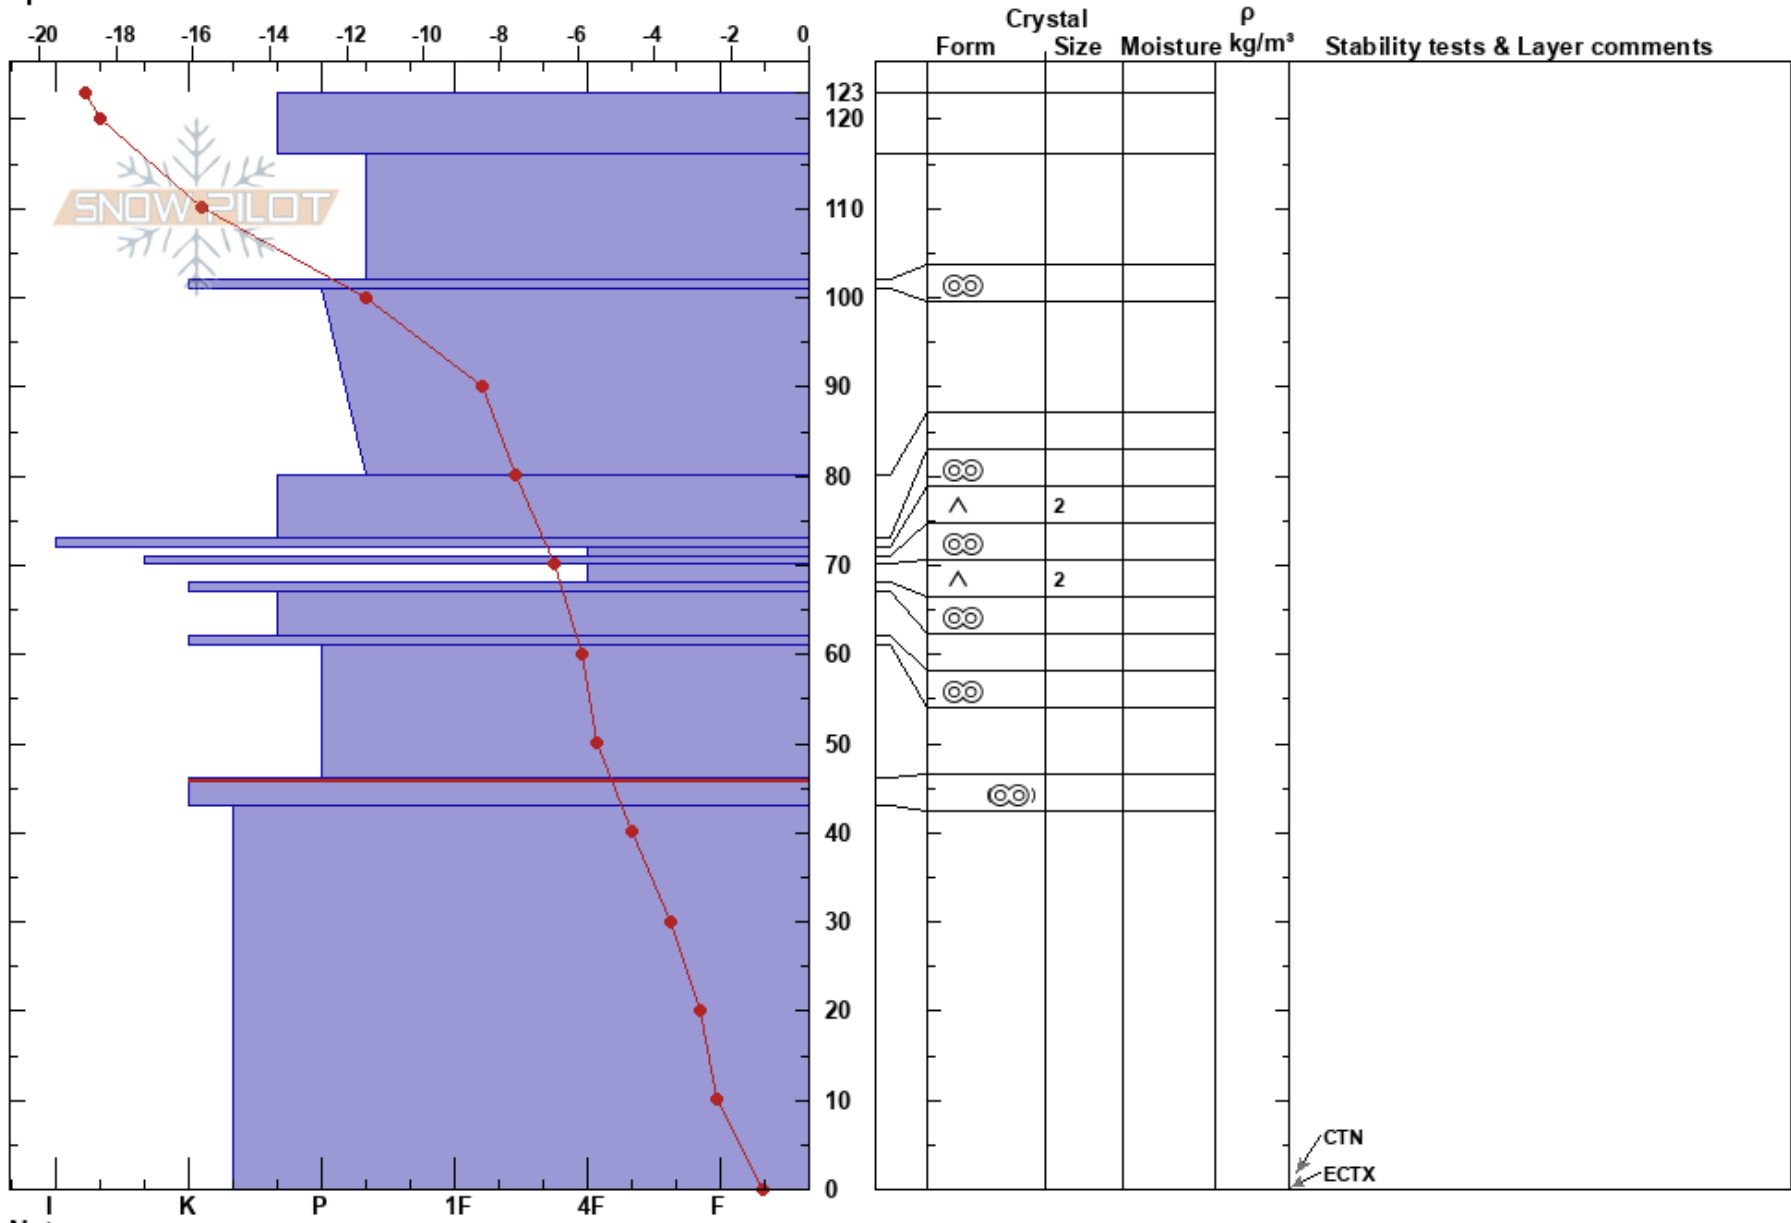 Crystal ρ
-20 -18 -16 -14 -12 -10 -8 -6 -4 -2 0 Form Size Moisture kg/m³ Stability tests & Layer comments
123
120
SNOW PILOT
110
100
90
80
2
70
2
60
50
40
30
20
10
CTN
ECTX
0
I K P 1F 4F F